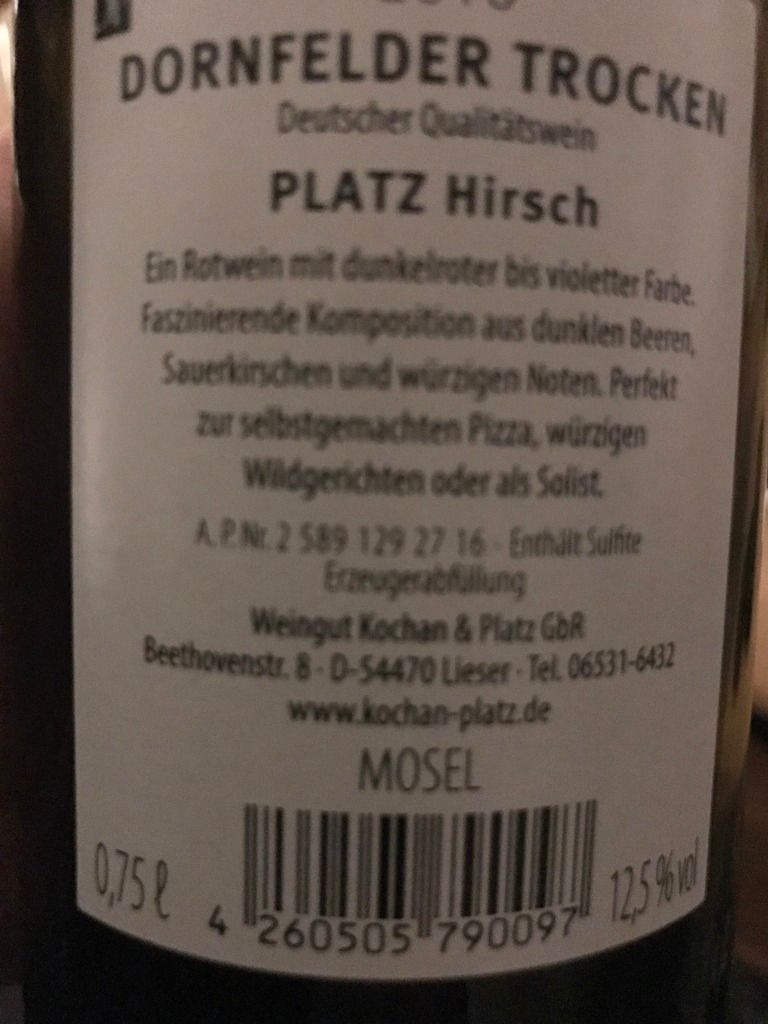 DORNFELDER TROCKEN
Deutscher Qualitätswein
PLATZ Hirsch
Ein Rotwein mit dunkelroter bis violetter Farbe.
Faszinierende Komposition aus dunklen Beeren,
Sauerkirschen und würzigen Noten. Perfekt
zur selbstgemachten Pizza, würzigen
Wildgerichten oder als Solist.
A. P. Nr. 2 589 129 27 16 · Enthält Sulfite
Erzeugerabfüllung
Weingut Kochan & Platz GbR
Beethovenstr. 8 · D-54470 Lieser · Tel. 06531-6432
www.kochan-platz.de
MOSEL
0,75 ℓ
4 260505 790097
12,5 % vol